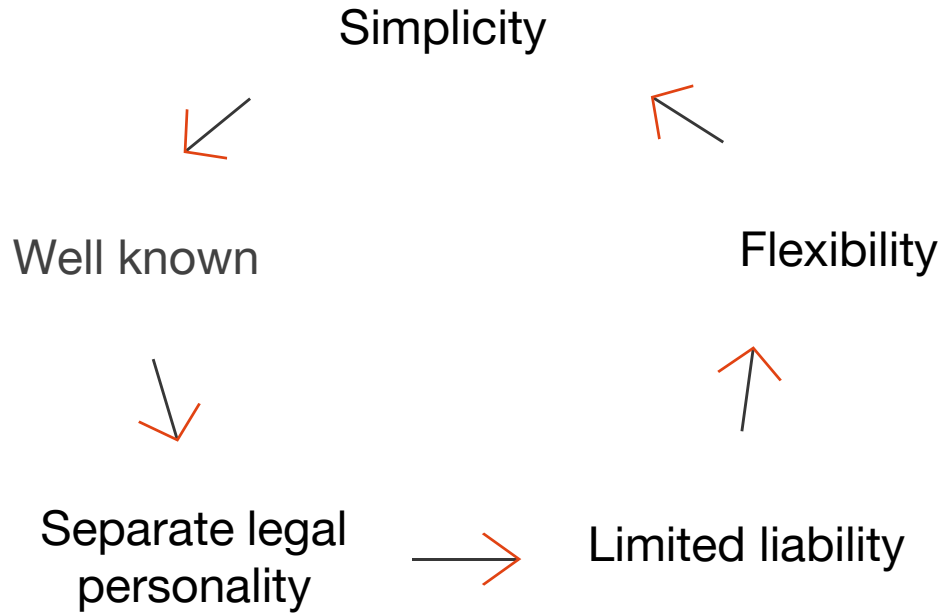 Simplicity
Well known
Flexibility
Separate legal
personality
Limited liability